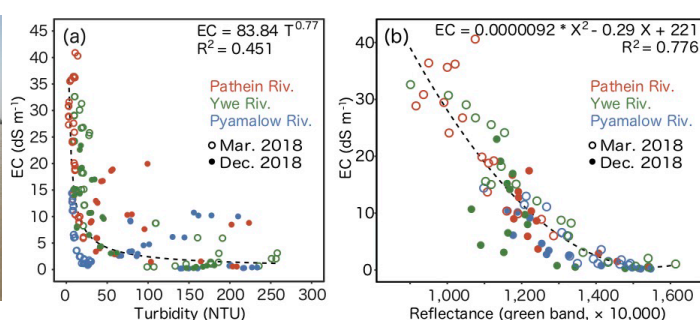 (a)
EC = 83.84 T^0.77
R² = 0.451
Pathein Riv.
Ywe Riv.
Pyamalow Riv.
Mar. 2018
Dec. 2018
EC (dS m⁻¹)
45
40
35
30
25
20
15
10
5
0
0 50 100 150 200 250 300
Turbidity (NTU)
(b)
EC = 0.0000092 * X² - 0.29 X + 221
R² = 0.776
Pathein Riv.
Ywe Riv.
Pyamalow Riv.
Mar. 2018
Dec. 2018
EC (dS m⁻¹)
40
30
20
10
0
1,000 1,200 1,400 1,600
Reflectance (green band, × 10,000)